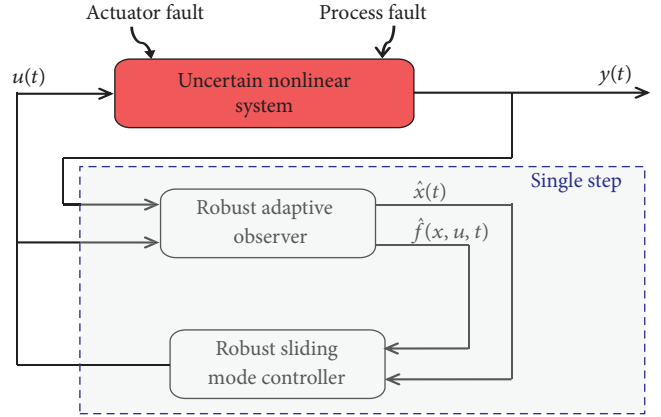 Actuator fault
Process fault
u(t)
Uncertain nonlinear
system
y(t)
Single step
Robust adaptive
observer
x̂(t)
f̂(x, u, t)
Robust sliding
mode controller